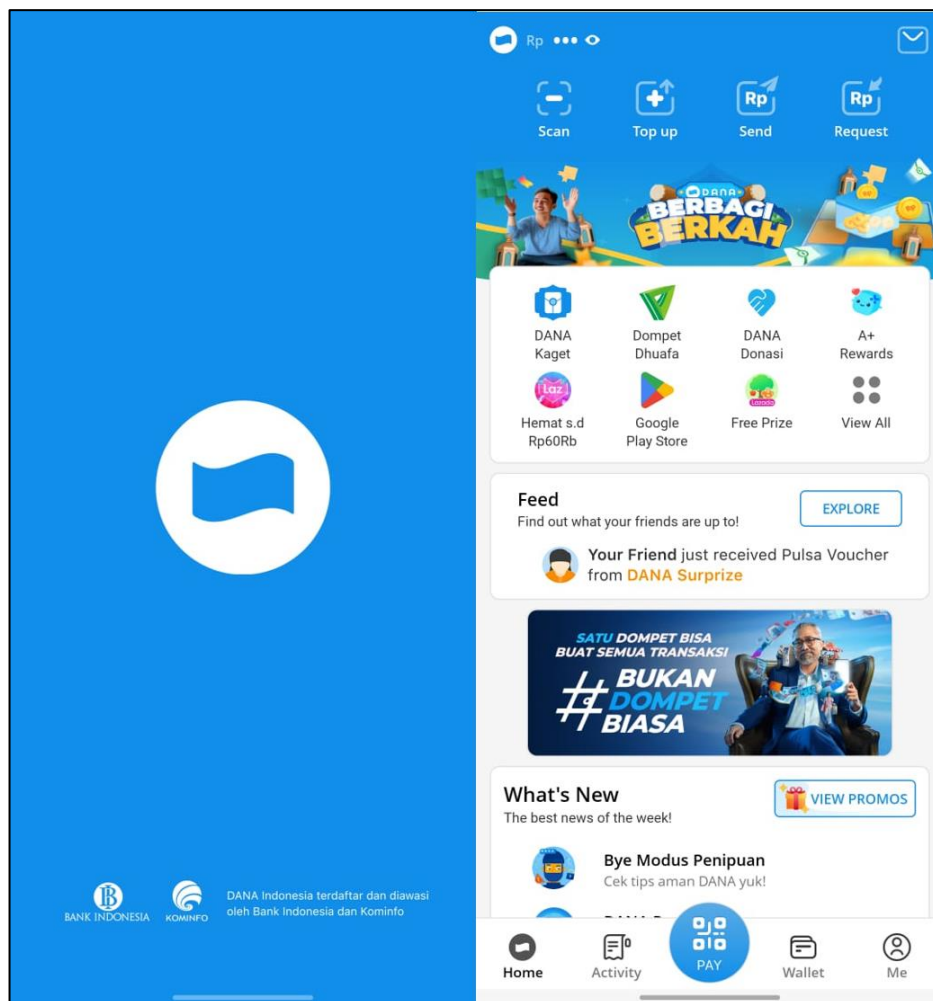 BANK INDONESIA
KOMINFO
DANA Indonesia terdaftar dan diawasi
oleh Bank Indonesia dan Kominfo
Rp
Scan
Top up
Rp
Send
Rp
Request
DANA
BERBAGI
BERKAH
DANA
Kaget
Dompet
Dhuafa
DANA
Donasi
A+
Rewards
Laz
Hemat s.d
Rp60Rb
Google
Play Store
Lazada
Free Prize
View All
Feed
Find out what your friends are up to!
EXPLORE
Your Friend just received Pulsa Voucher
from DANA Surprize
SATU DOMPET BISA
BUAT SEMUA TRANSAKSI
#BUKAN
DOMPET
BIASA
What's New
The best news of the week!
VIEW PROMOS
Bye Modus Penipuan
Cek tips aman DANA yuk!
Home
Activity
PAY
Wallet
Me